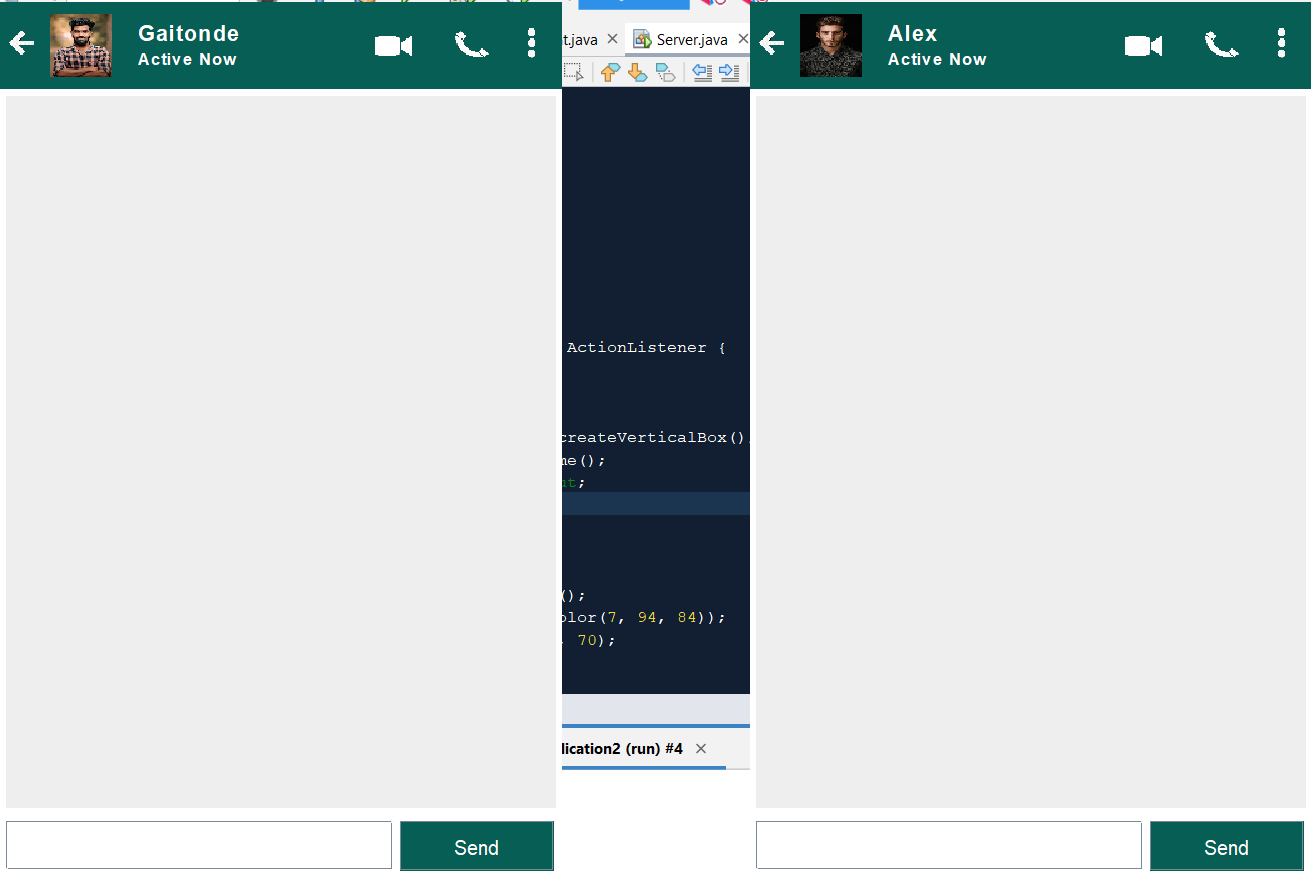 Gaitonde
Active Now
Send
t.java
Server.java
ActionListener {
createVerticalBox()
me();
ut;
();
olor(7, 94, 84));
, 70);
lication2 (run) #4
Alex
Active Now
Send